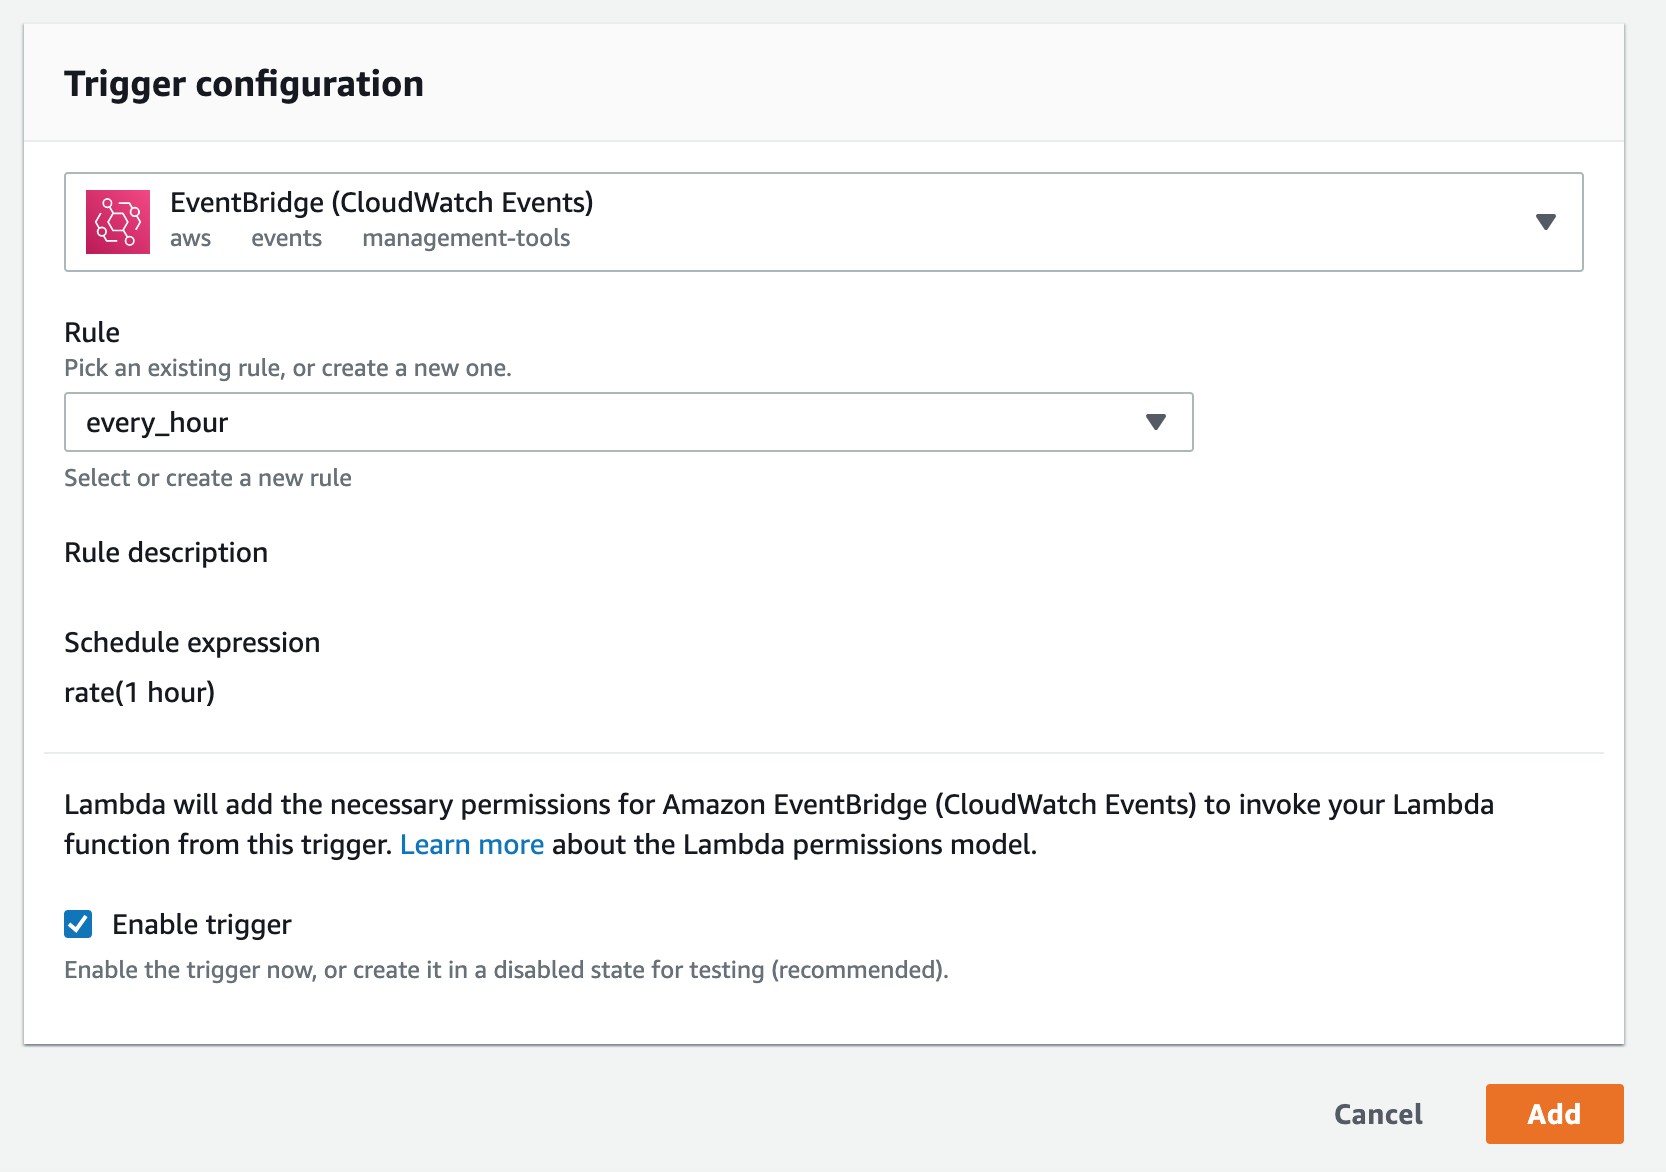 Trigger configuration
EventBridge (CloudWatch Events)
aws events management-tools
Rule
Pick an existing rule, or create a new one.
every_hour
Select or create a new rule
Rule description
Schedule expression
rate(1 hour)
Lambda will add the necessary permissions for Amazon EventBridge (CloudWatch Events) to invoke your Lambda
function from this trigger. Learn more about the Lambda permissions model.
Enable trigger
Enable the trigger now, or create it in a disabled state for testing (recommended).
Cancel Add